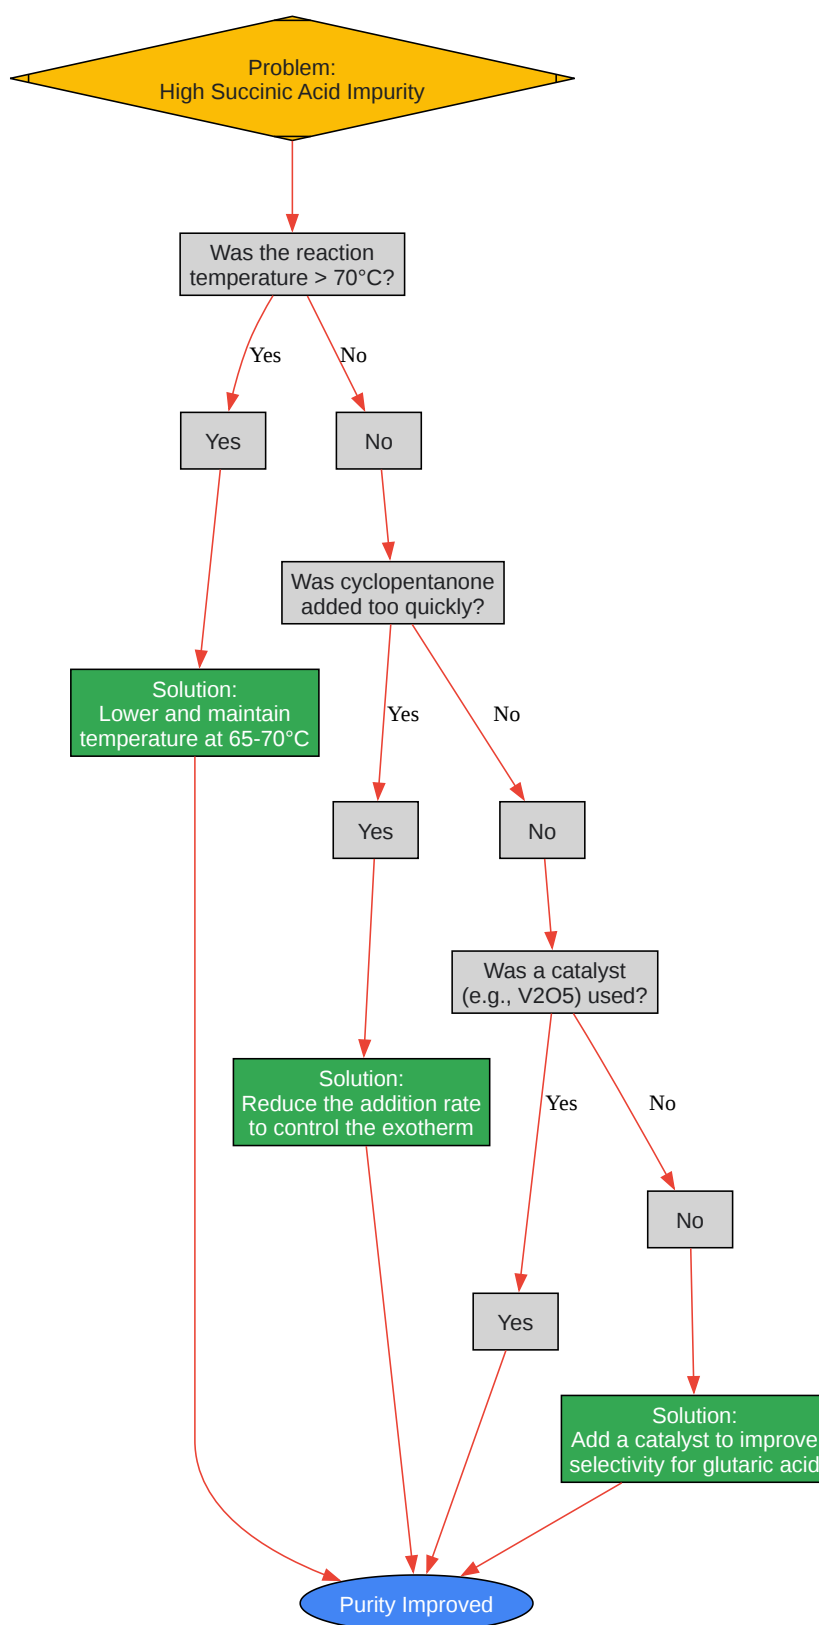 Problem:
High Succinic Acid Impurity
Was the reaction
temperature > 70°C?
Yes
No
Yes
No
Was cyclopentanone
added too quickly?
Solution:
Lower and maintain
temperature at 65-70°C
Yes
No
Yes
No
Was a catalyst
(e.g., V2O5) used?
Solution:
Reduce the addition rate
to control the exotherm
Yes
No
No
Yes
Solution:
Add a catalyst to improve
selectivity for glutaric acid
Purity Improved